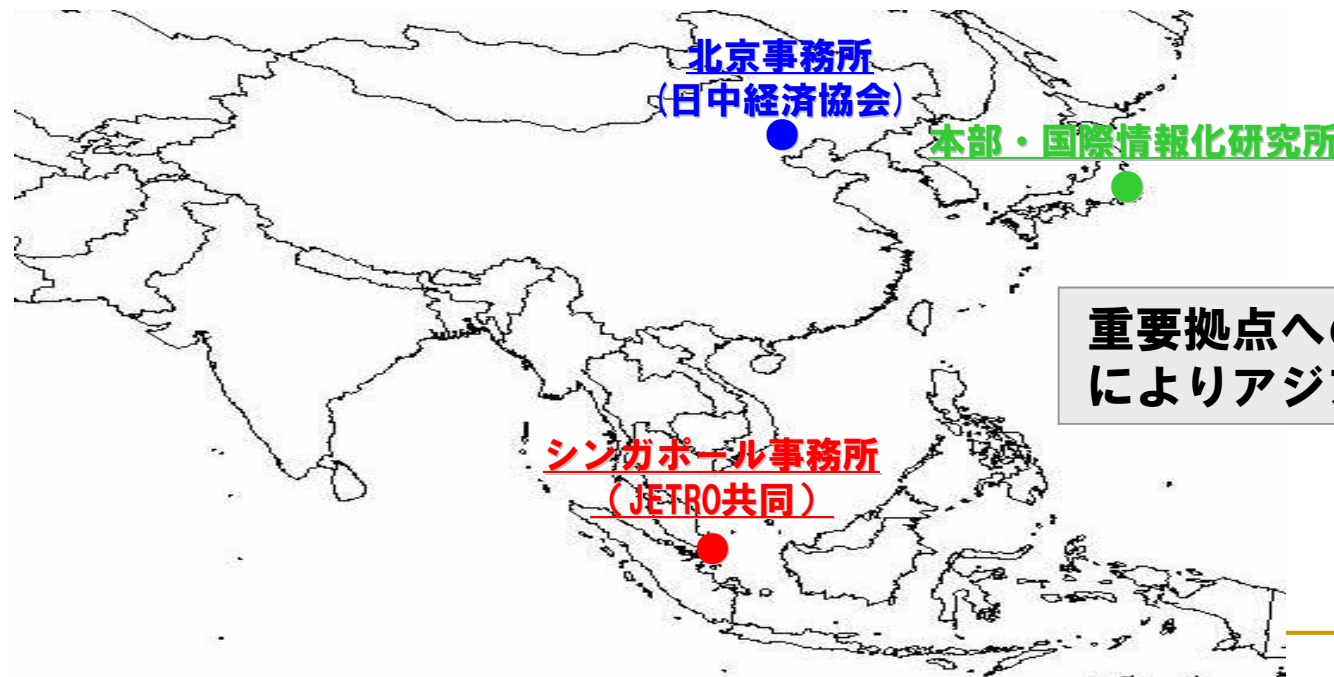 北京事務所
(日中経済協会)
本部・国際情報化研究所
重要拠点への
によりアジア
シンガポール事務所
(JETRO共同)